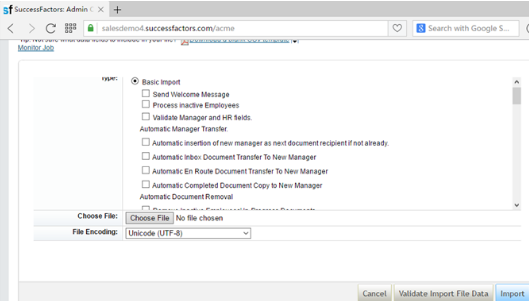 SuccessFactors: Admin C
salesdemo4.successfactors.com/acme
Search with Google S...
Monitor Job
Type:
Basic Import
Send Welcome Message
Process inactive Employees
Validate Manager and HR fields.
Automatic Manager Transfer.
Automatic insertion of new manager as next document recipient if not already.
Automatic Inbox Document Transfer To New Manager
Automatic En Route Document Transfer To New Manager
Automatic Completed Document Copy to New Manager
Automatic Document Removal
Choose File: Choose File No file chosen
File Encoding: Unicode (UTF-8)
Cancel Validate Import File Data Import